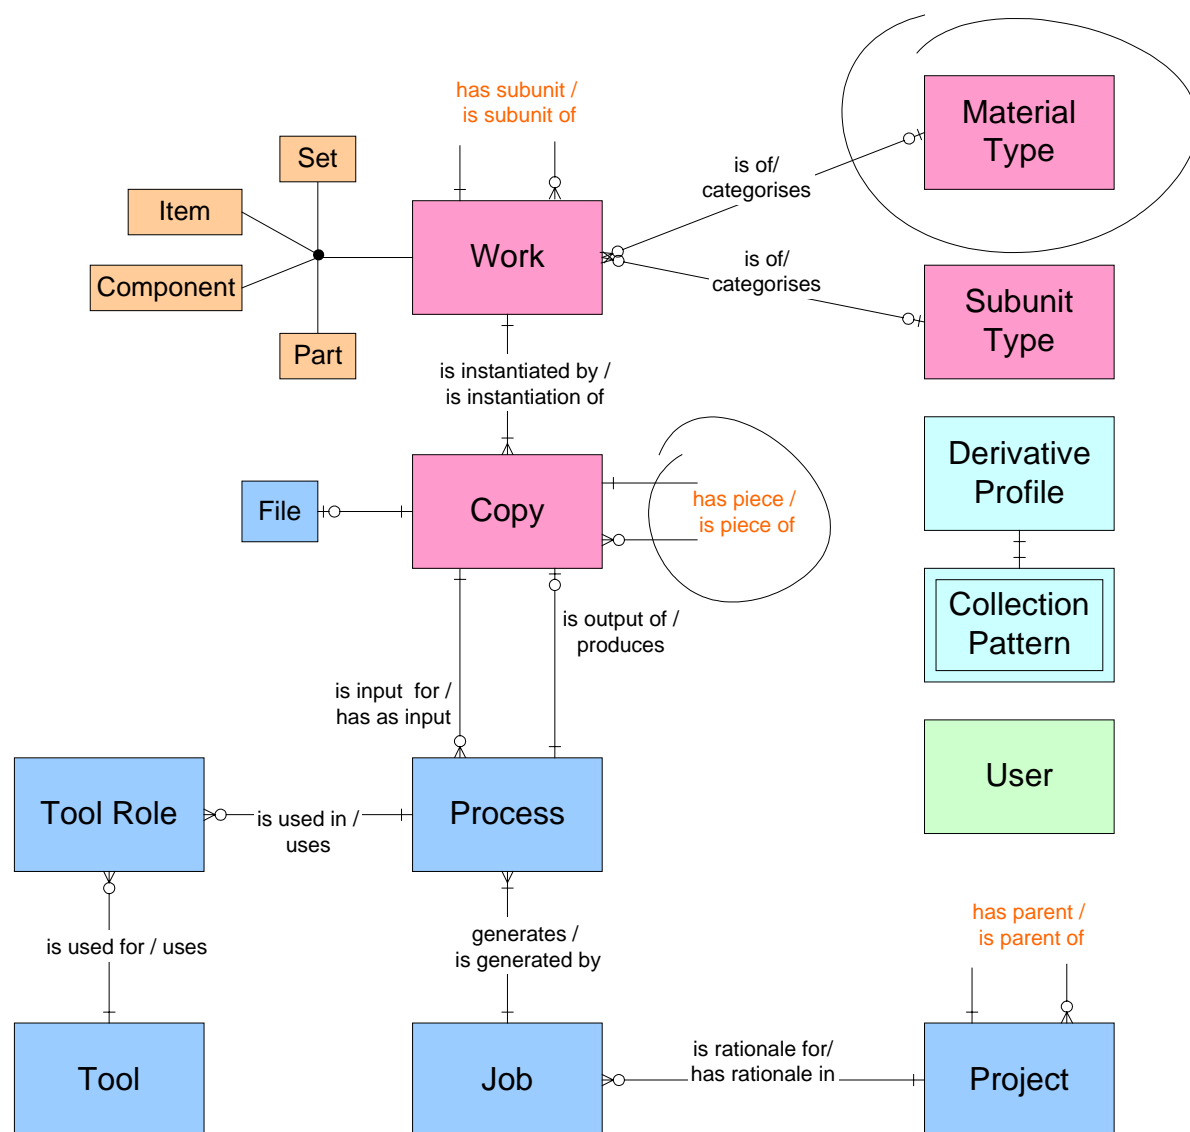 has subunit /
is subunit of
Material
Type
Set
is of/
categorises
Item
Work
Component
is of/
categorises
Subunit
Type
Part
is instantiated by /
is instantiation of
Derivative
Profile
File
Copy
has piece /
is piece of
Collection
Pattern
is output of /
produces
is input for /
has as input
User
Tool Role
is used in /
uses
Process
has parent /
is parent of
is used for / uses
generates /
is generated by
is rationale for/
has rationale in
Tool
Job
Project